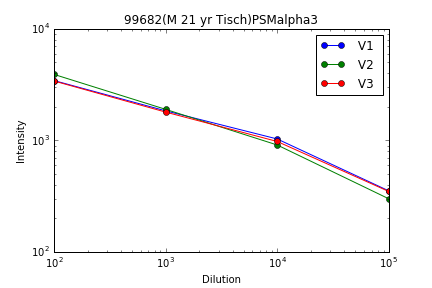 99682(M 21 yr Tisch)PSMalpha3
10^4
V1
V2
V3
10^3
Intensity
10^2
10^2 10^3 10^4 10^5
Dilution